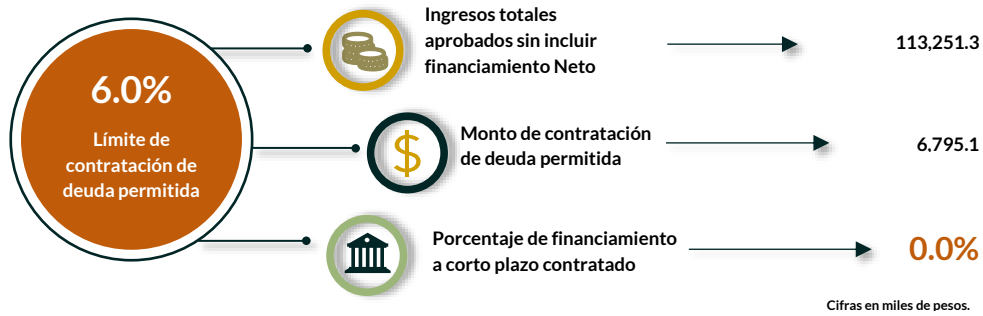 6.0%
Límite de
contratación de
deuda permitida
Ingresos totales
aprobados sin incluir
financiamiento Neto
113,251.3
$
Monto de contratación
de deuda permitida
6,795.1
Porcentaje de financiamiento
a corto plazo contratado
0.0%
Cifras en miles de pesos.